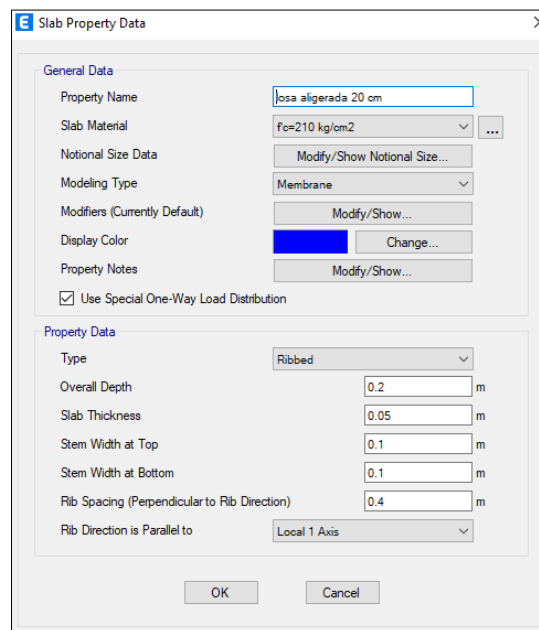 E Slab Property Data
General Data
Property Name losa aligerada 20 cm
Slab Material f'c=210 kg/cm2 ...
Notional Size Data Modify/Show Notional Size...
Modeling Type Membrane
Modifiers (Currently Default) Modify/Show...
Display Color Change...
Property Notes Modify/Show...
Use Special One-Way Load Distribution
Property Data
Type Ribbed
Overall Depth 0.2 m
Slab Thickness 0.05 m
Stem Width at Top 0.1 m
Stem Width at Bottom 0.1 m
Rib Spacing (Perpendicular to Rib Direction) 0.4 m
Rib Direction is Parallel to Local 1 Axis
OK Cancel